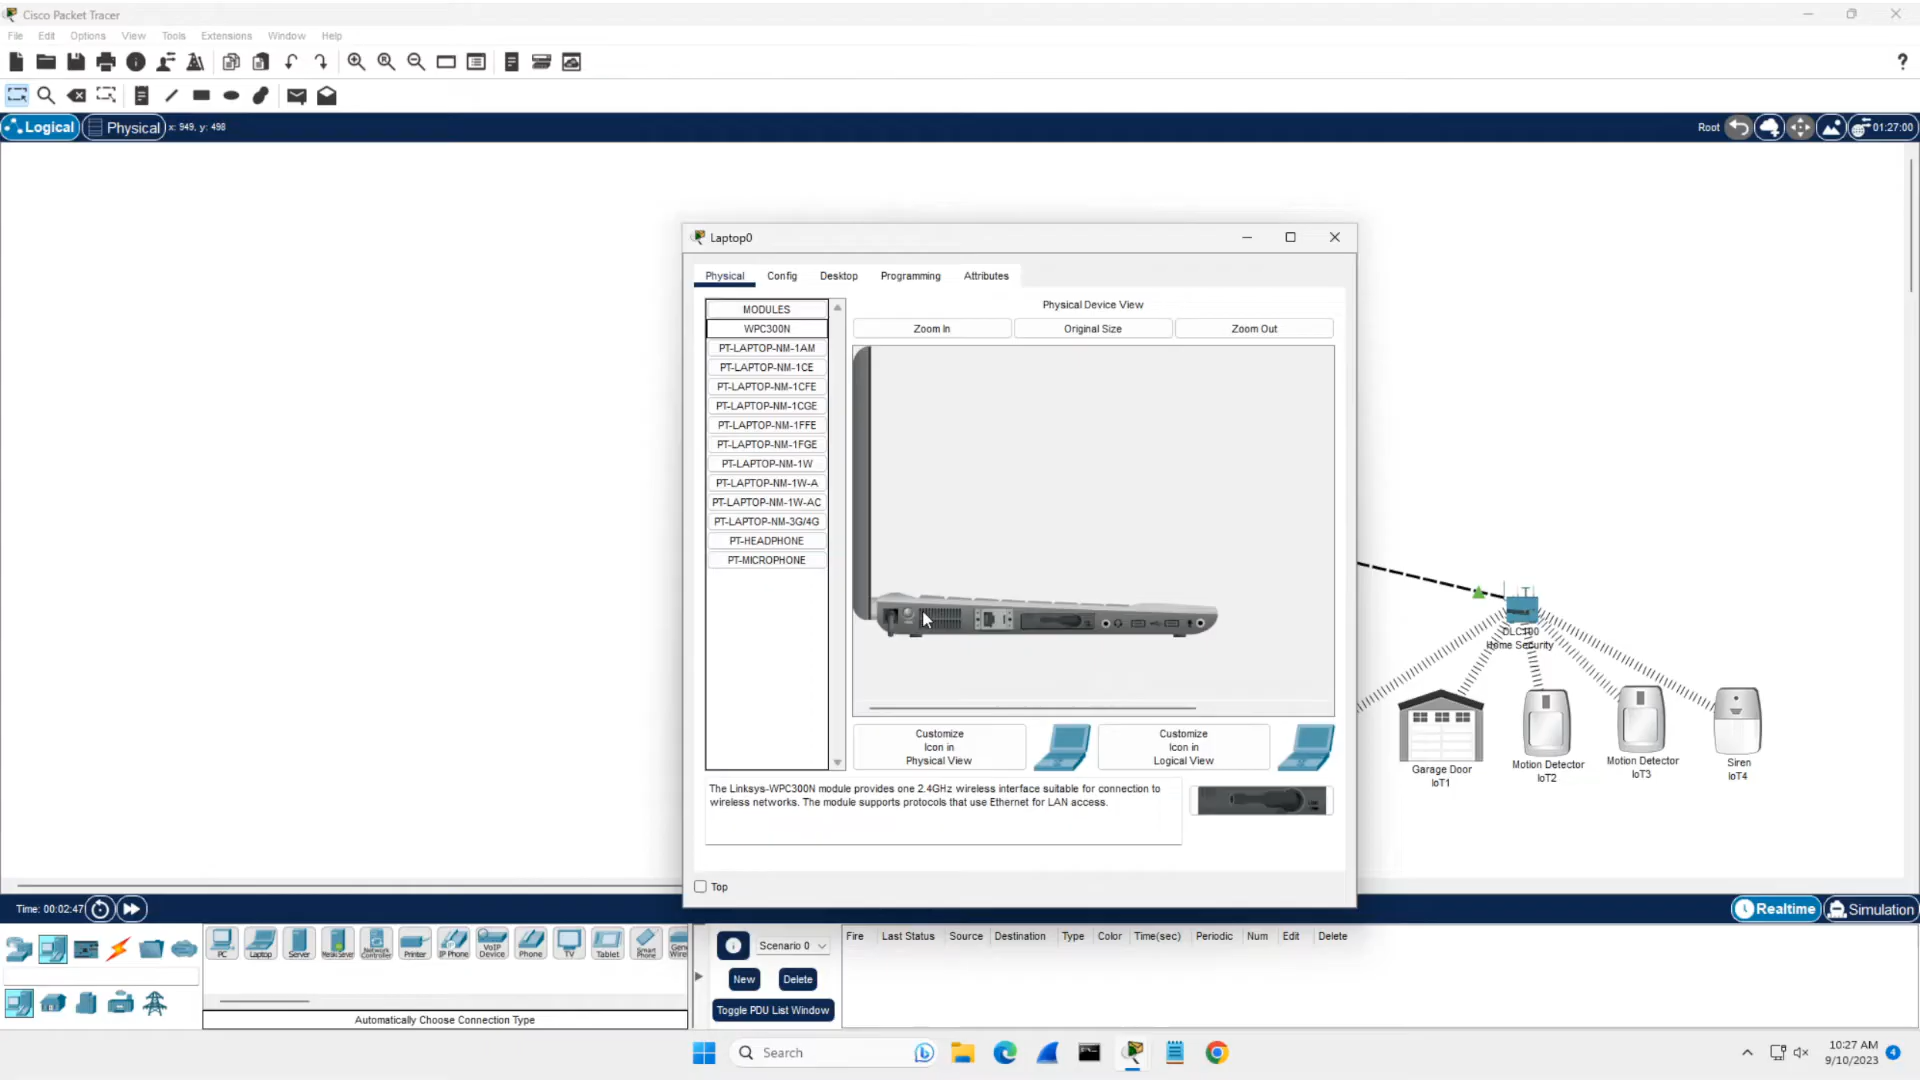 Cisco Packet Tracer
File Edit Options View Tools Extensions Window Help
?
Logical Physical x: 949, y: 498
Root 01:27:00
Laptop0
Physical Config Desktop Programming Attributes
MODULES
WPC300N
PT-LAPTOP-NM-1AM
PT-LAPTOP-NM-1CE
PT-LAPTOP-NM-1CFE
PT-LAPTOP-NM-1CGE
PT-LAPTOP-NM-1FFE
PT-LAPTOP-NM-1FGE
PT-LAPTOP-NM-1W
PT-LAPTOP-NM-1W-A
PT-LAPTOP-NM-1W-AC
PT-LAPTOP-NM-3G/4G
PT-HEADPHONE
PT-MICROPHONE
Physical Device View
Zoom In Original Size Zoom Out
Customize
Icon in
Physical View
Customize
Icon in
Logical View
The Linksys-WPC300N module provides one 2.4GHz wireless interface suitable for connection to
wireless networks. The module supports protocols that use Ethernet for LAN access.
Top
DLC100
Home Security
Garage Door
IoT1
Motion Detector
IoT2
Motion Detector
IoT3
Siren
IoT4
Time: 00:02:47
Realtime Simulation
PC Laptop Server Meraki Server Network Controller Printer IP Phone VoIP Device Phone TV Tablet Smart Phone
Automatically Choose Connection Type
Scenario 0
New Delete
Toggle PDU List Window
Fire Last Status Source Destination Type Color Time(sec) Periodic Num Edit Delete
Search
10:27 AM
9/10/2023
4